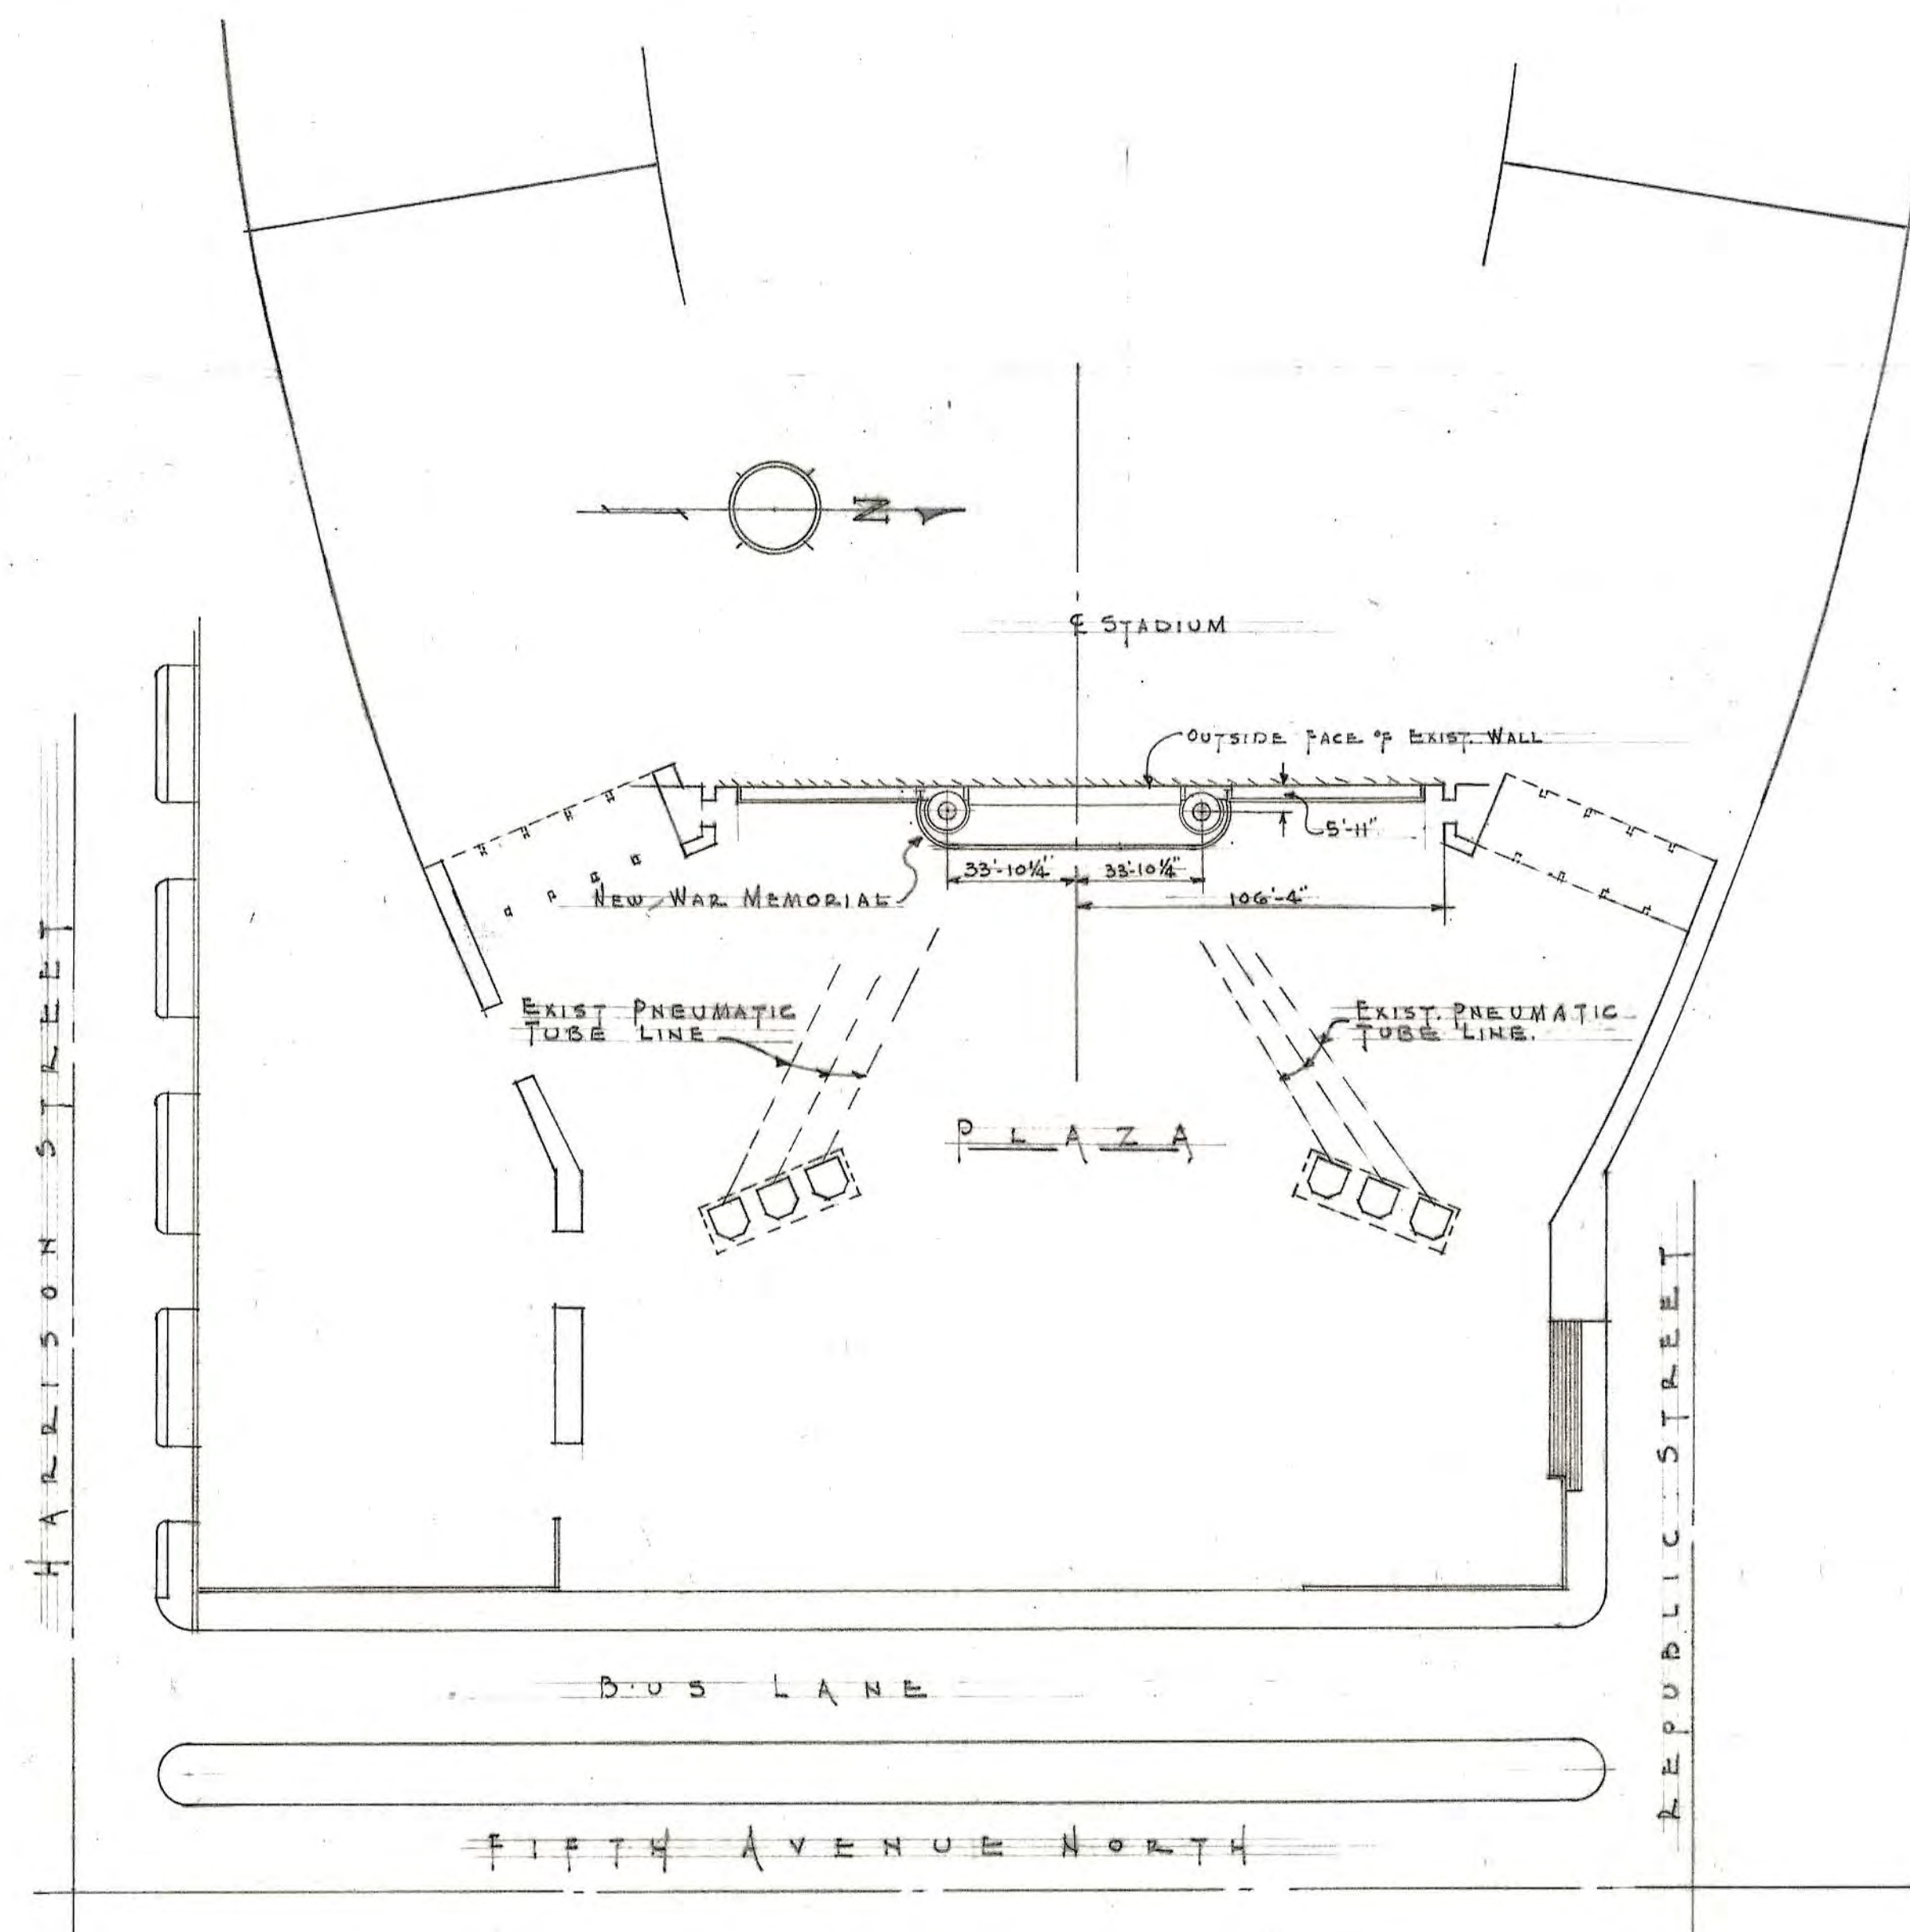 N
℄ STADIUM
OUTSIDE FACE OF EXIST. WALL
5'-11"
33'-10¼" 33'-10¼"
NEW WAR MEMORIAL
106'-4"
EXIST PNEUMATIC
TUBE LINE
EXIST. PNEUMATIC
TUBE LINE.
PLAZA
HARRISON STREET
REPUBLIC STREET
BUS LANE
FIFTH AVENUE NORTH